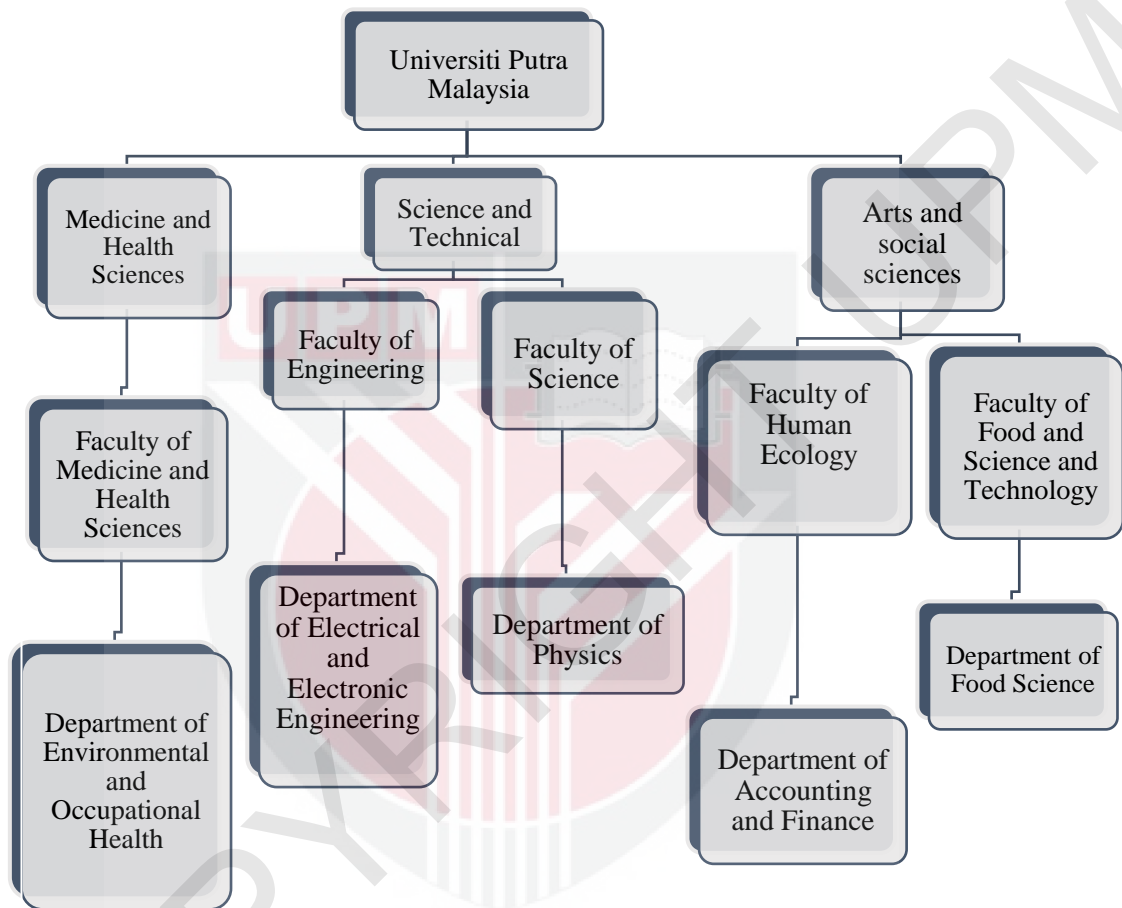 Universiti Putra
Malaysia
Medicine and
Health
Sciences
Science and
Technical
Arts and
social
sciences
Faculty of
Engineering
Faculty of
Science
Faculty of
Human
Ecology
Faculty of
Food and
Science and
Technology
Faculty of
Medicine and
Health
Sciences
Department
of Electrical
and
Electronic
Engineering
Department of
Physics
Department of
Food Science
Department of
Environmental
and
Occupational
Health
Department of
Accounting
and Finance
UPM
PYRIGHT UPM